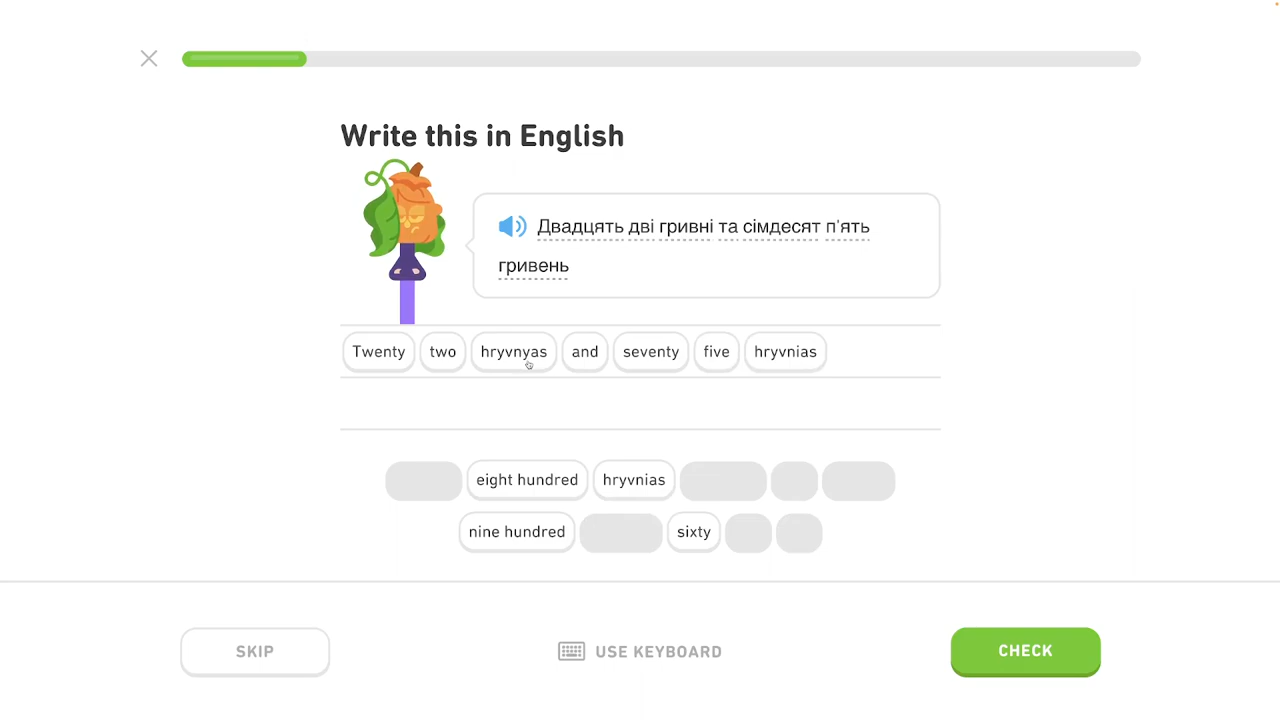 Write this in English
Двадцять дві гривні та сімдесят п'ять
гривень
Twenty two hryvnyas and seventy five hryvnias
eight hundred hryvnias
nine hundred sixty
SKIP USE KEYBOARD CHECK